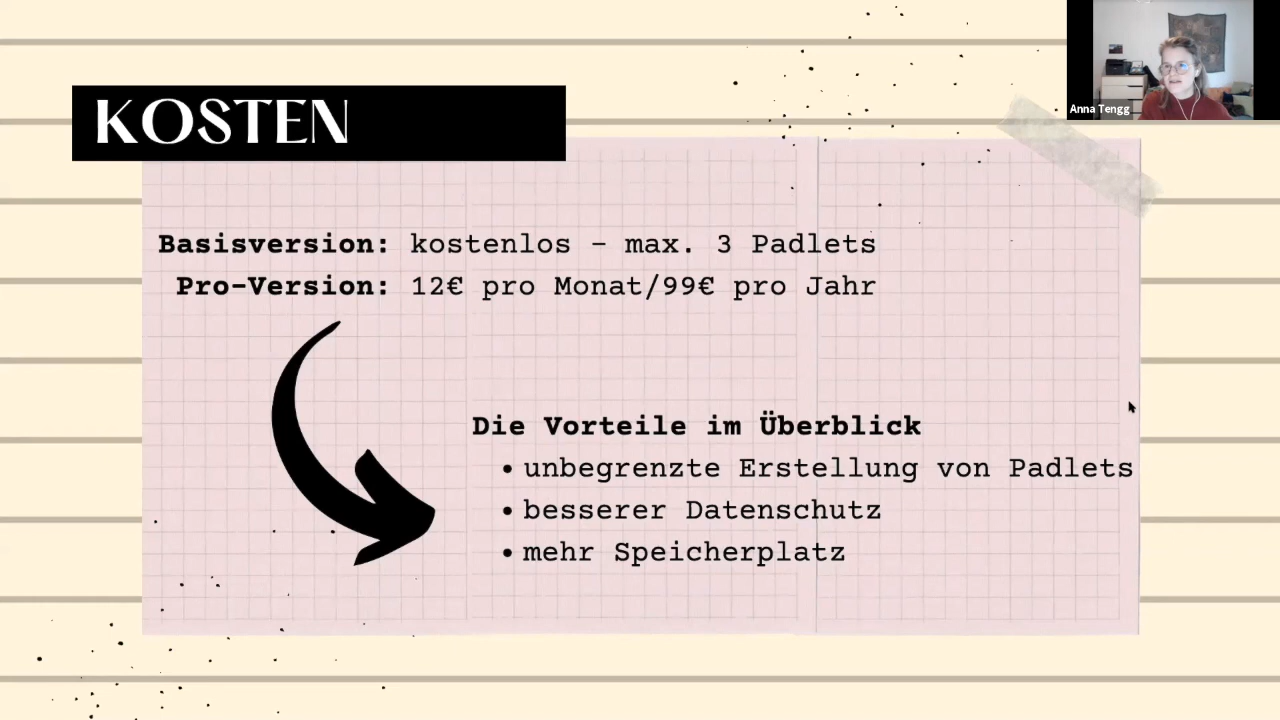 KOSTEN
Anna Tengg
Basisversion: kostenlos – max. 3 Padlets
Pro-Version: 12€ pro Monat/99€ pro Jahr
Die Vorteile im Überblick
• unbegrenzte Erstellung von Padlets
• besserer Datenschutz
• mehr Speicherplatz